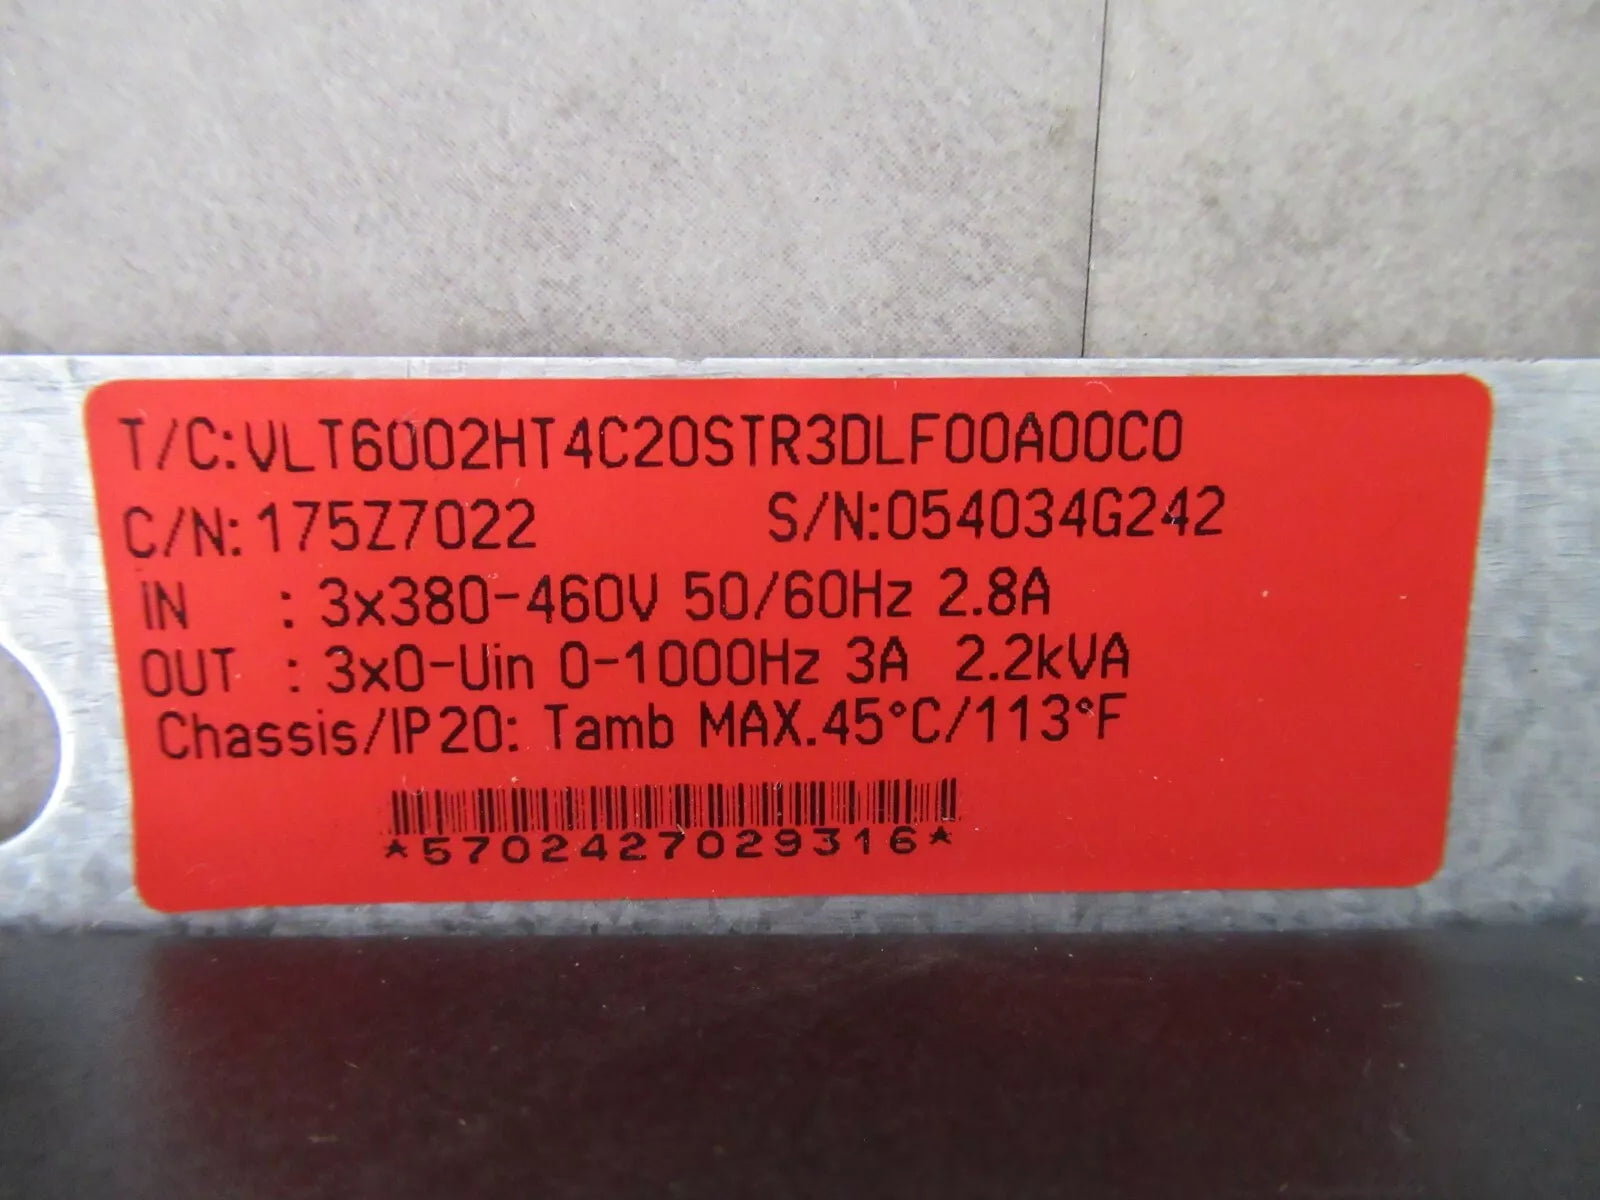 T/C:VLT6002HT4C20STR3DLF00A00C0
C/N:175Z7022 S/N:054034G242
IN : 3x380-460V 50/60Hz 2.8A
OUT : 3x0-Uin 0-1000Hz 3A 2.2kVA
Chassis/IP20: Tamb MAX.45°C/113°F
*5702427029316*